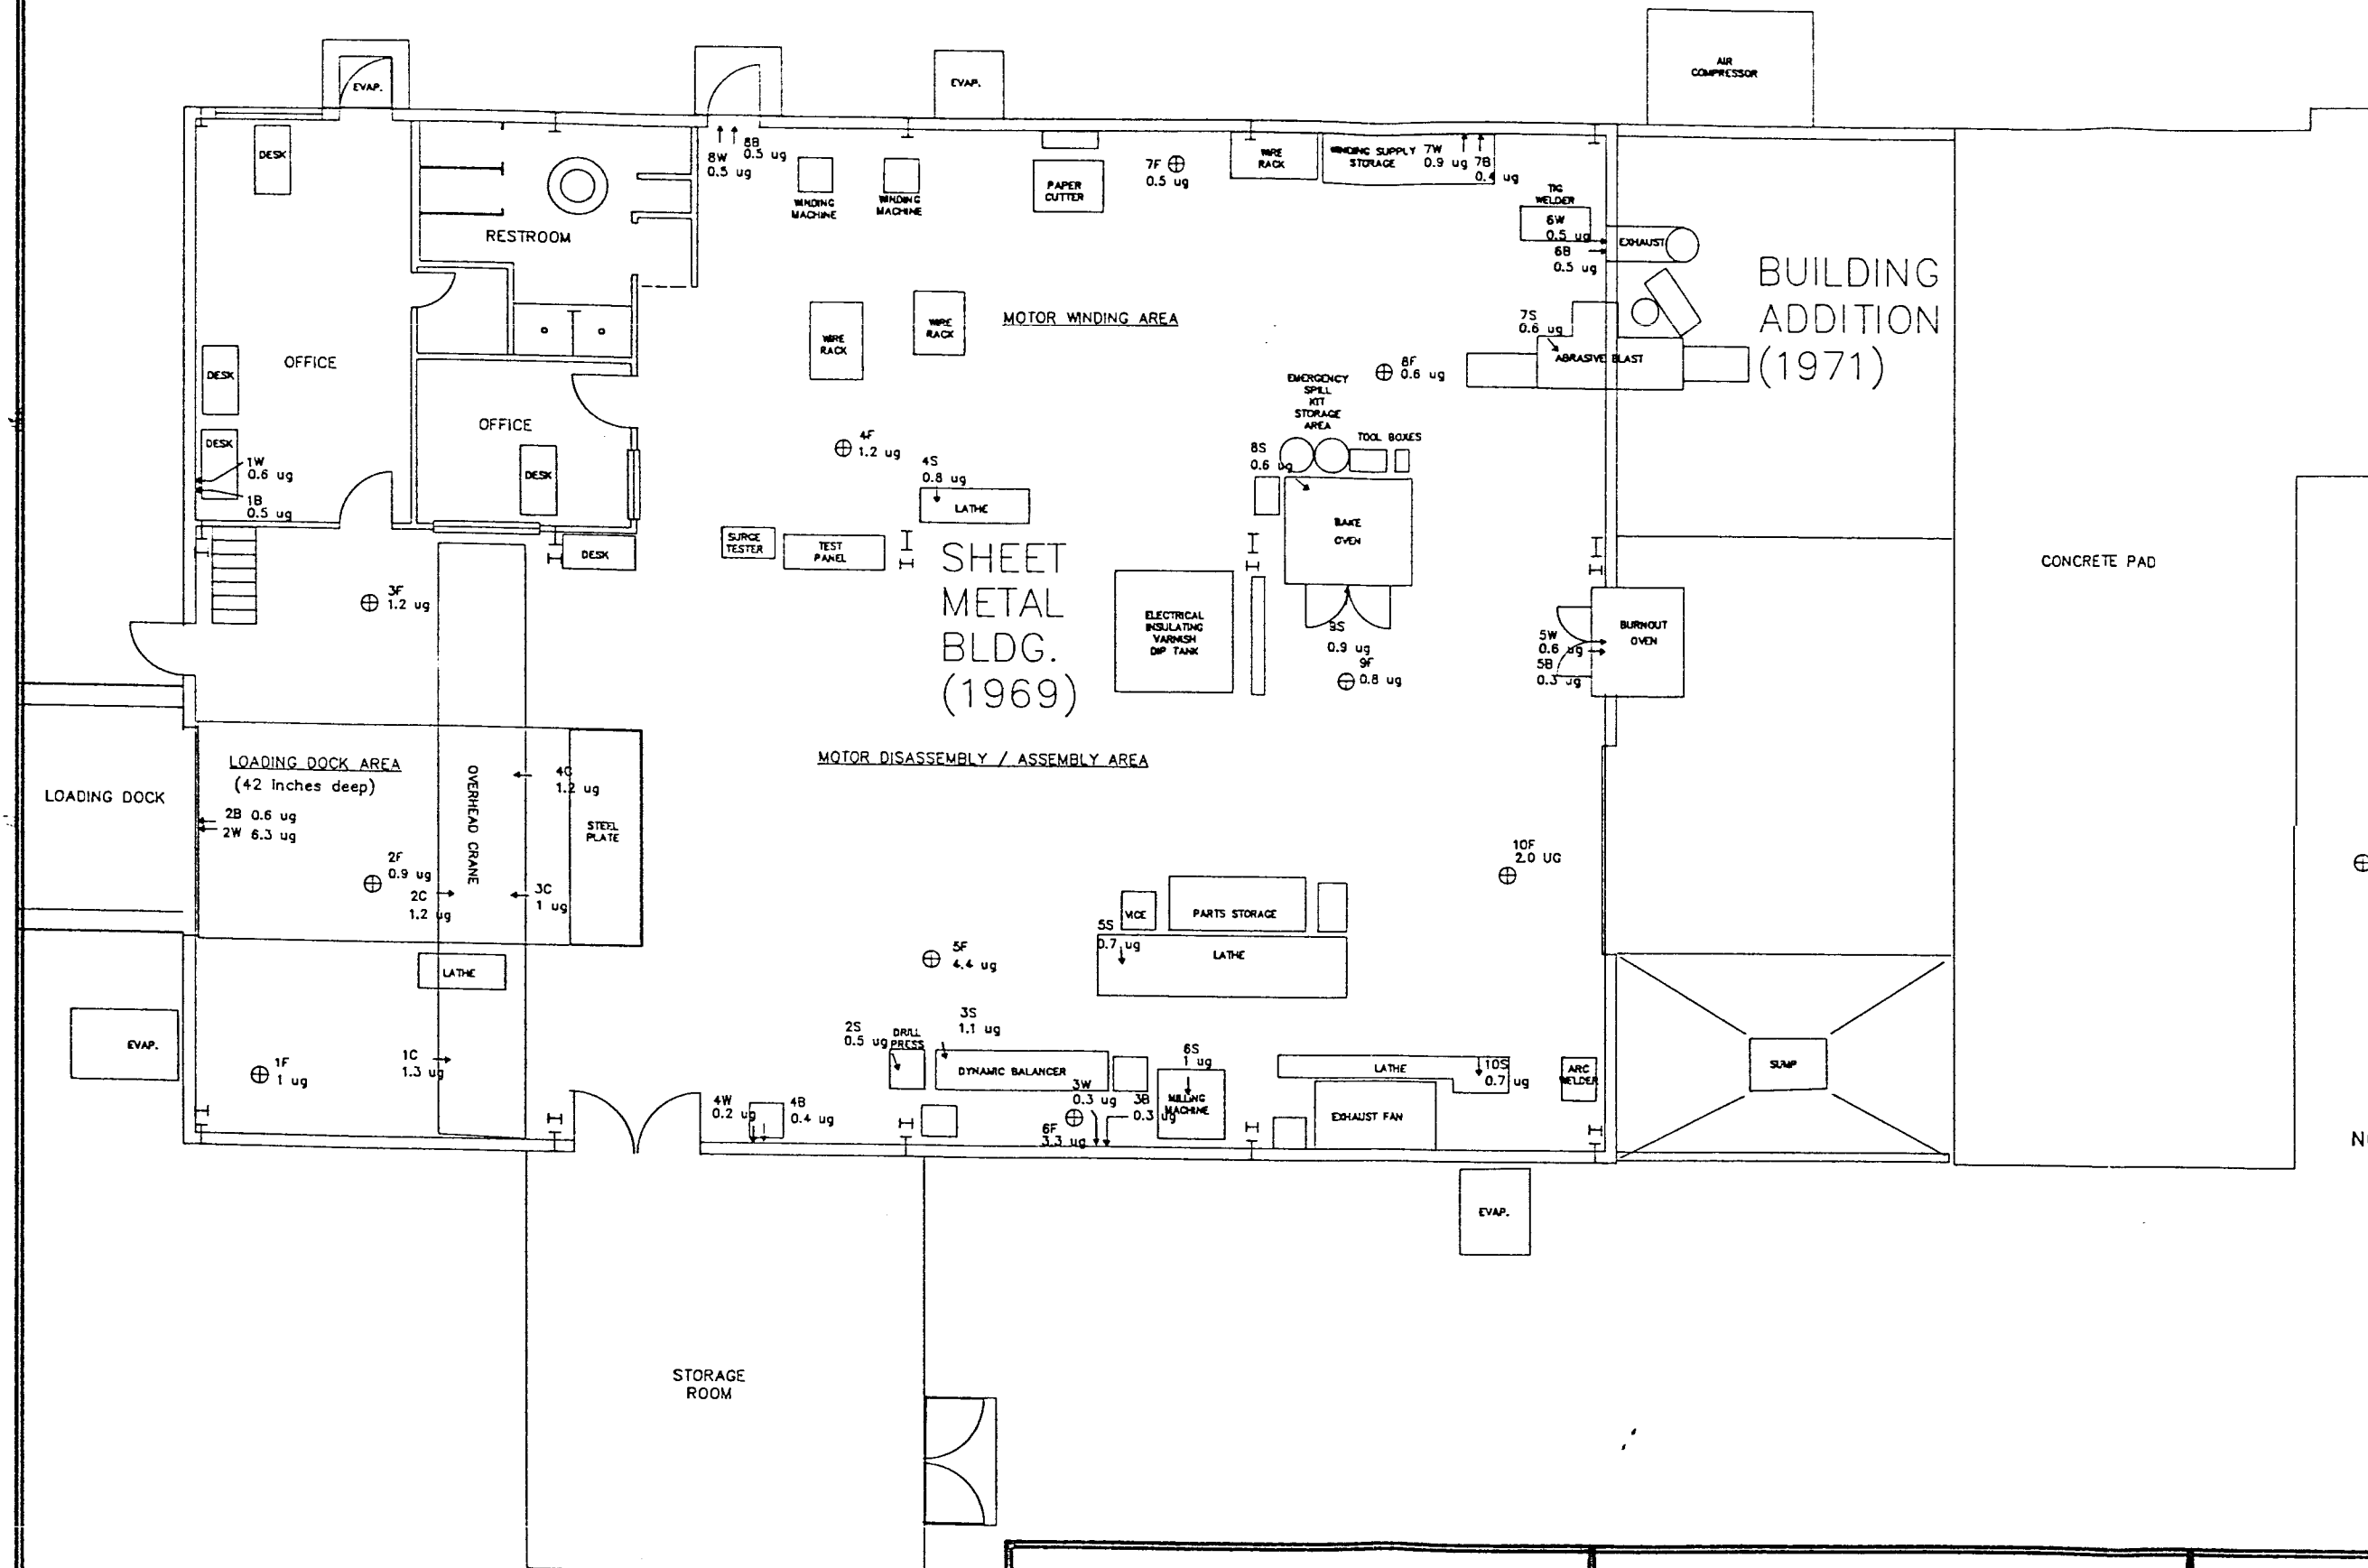 AIR
COMPRESSOR
EVAP.
EVAP.
DESK
8W
0.5 ug
8B
0.5 ug
WINDING
MACHINE
WINDING
MACHINE
PAPER
CUTTER
7F
0.5 ug
WIRE
RACK
WINDING SUPPLY
STORAGE
7W
0.9 ug
7B
0.4 ug
TIG
WELDER
6W
0.5 ug
6B
0.5 ug
EXHAUST
RESTROOM
BUILDING
ADDITION
(1971)
MOTOR WINDING AREA
WIRE
RACK
WIRE
RACK
7S
0.6 ug
ABRASIVE BLAST
OFFICE
DESK
8F
0.6 ug
EMERGENCY
SPILL
KIT
STORAGE
AREA
TOOL BOXES
OFFICE
DESK
DESK
1W
0.6 ug
1B
0.5 ug
4F
1.2 ug
4S
0.8 ug
LATHE
8S
0.6 ug
BAKE
OVEN
SURGE
TESTER
TEST
PANEL
DESK
SHEET
METAL
BLDG.
(1969)
CONCRETE PAD
3F
1.2 ug
ELECTRICAL
INSULATING
VARNISH
DIP TANK
9S
0.9 ug
9F
0.8 ug
5W
0.6 ug
5B
0.3 ug
BURNOUT
OVEN
MOTOR DISASSEMBLY / ASSEMBLY AREA
LOADING DOCK AREA
(42 inches deep)
LOADING DOCK
2B 0.6 ug
2W 6.3 ug
OVERHEAD CRANE
4C
1.2 ug
STEEL
PLATE
2F
0.9 ug
2C
1.2 ug
3C
1 ug
10F
2.0 UG
VICE
PARTS STORAGE
5S
0.7 ug
LATHE
5F
4.4 ug
LATHE
EVAP.
1F
1 ug
1C
1.3 ug
2S
0.5 ug
DRILL
PRESS
3S
1.1 ug
DYNAMIC BALANCER
6S
1 ug
MILLING
MACHINE
LATHE
10S
0.7 ug
ARC
WELDER
SUMP
4W
0.2 ug
4B
0.4 ug
3W
0.3 ug
3B
0.3 ug
6F
3.3 ug
EXHAUST FAN
EVAP.
STORAGE
ROOM